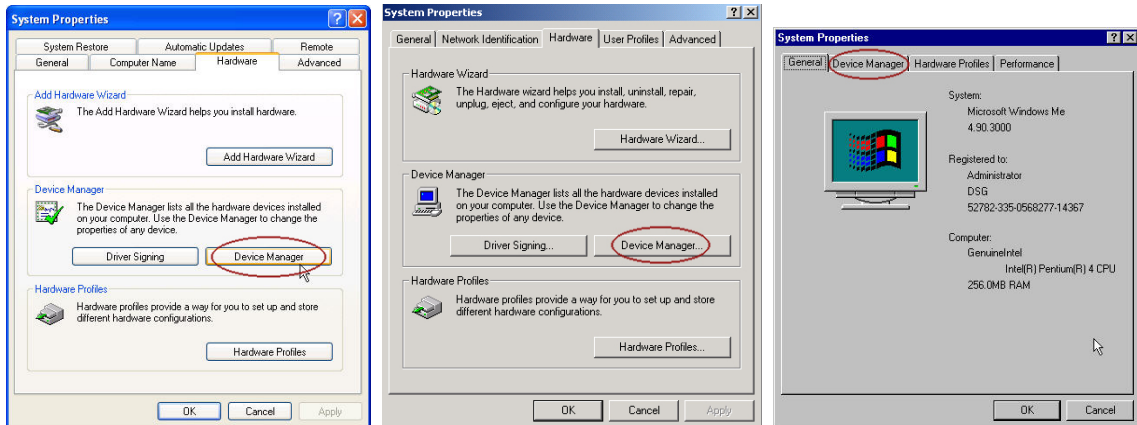 System Properties
System Restore Automatic Updates Remote
General Computer Name Hardware Advanced
Add Hardware Wizard
The Add Hardware Wizard helps you install hardware.
Add Hardware Wizard
Device Manager
The Device Manager lists all the hardware devices installed
on your computer. Use the Device Manager to change the
properties of any device.
Driver Signing Device Manager
Hardware Profiles
Hardware profiles provide a way for you to set up and store
different hardware configurations.
Hardware Profiles
OK Cancel Apply
System Properties
General Network Identification Hardware User Profiles Advanced
Hardware Wizard
The Hardware wizard helps you install, uninstall, repair,
unplug, eject, and configure your hardware.
Hardware Wizard...
Device Manager
The Device Manager lists all the hardware devices installed
on your computer. Use the Device Manager to change the
properties of any device.
Driver Signing... Device Manager...
Hardware Profiles
Hardware profiles provide a way for you to set up and store
different hardware configurations.
Hardware Profiles...
OK Cancel Apply
System Properties
General Device Manager Hardware Profiles Performance
System:
Microsoft Windows Me
4.90.3000
Registered to:
Administrator
DSG
52782-335-0568277-14367
Computer:
GenuineIntel
Intel(R) Pentium(R) 4 CPU
256.0MB RAM
OK Cancel